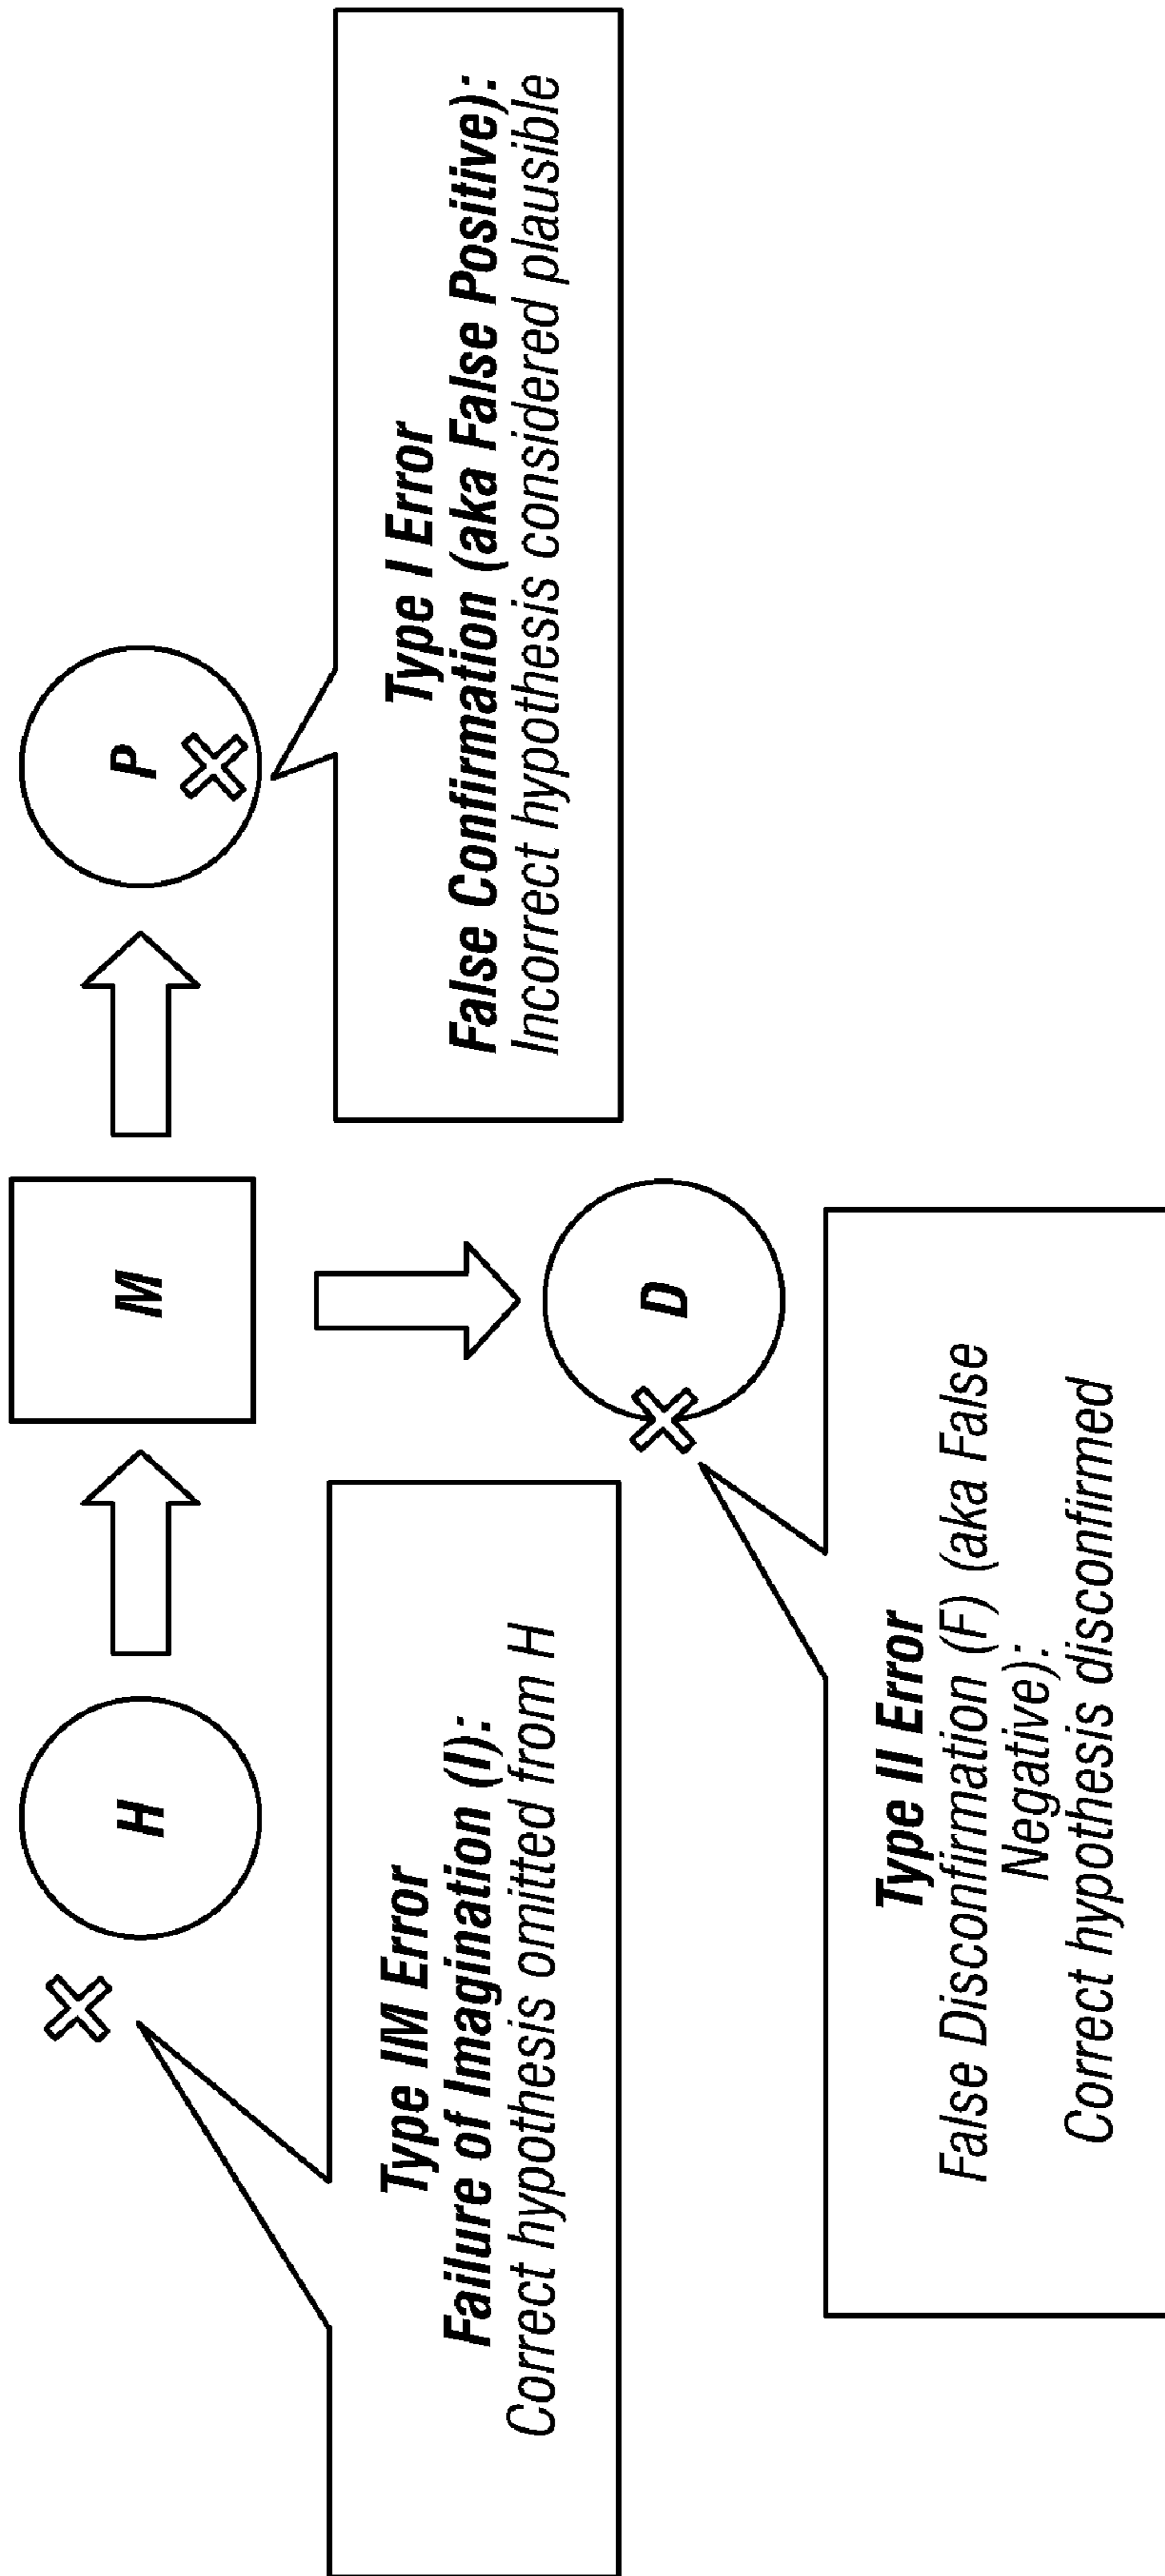 H
M
P
Type IM Error
Failure of Imagination (I):
Correct hypothesis omitted from H
Type I Error
False Confirmation (aka False Positive):
Incorrect hypothesis considered plausible
D
Type II Error
False Disconfirmation (F) (aka False
Negative):
Correct hypothesis disconfirmed